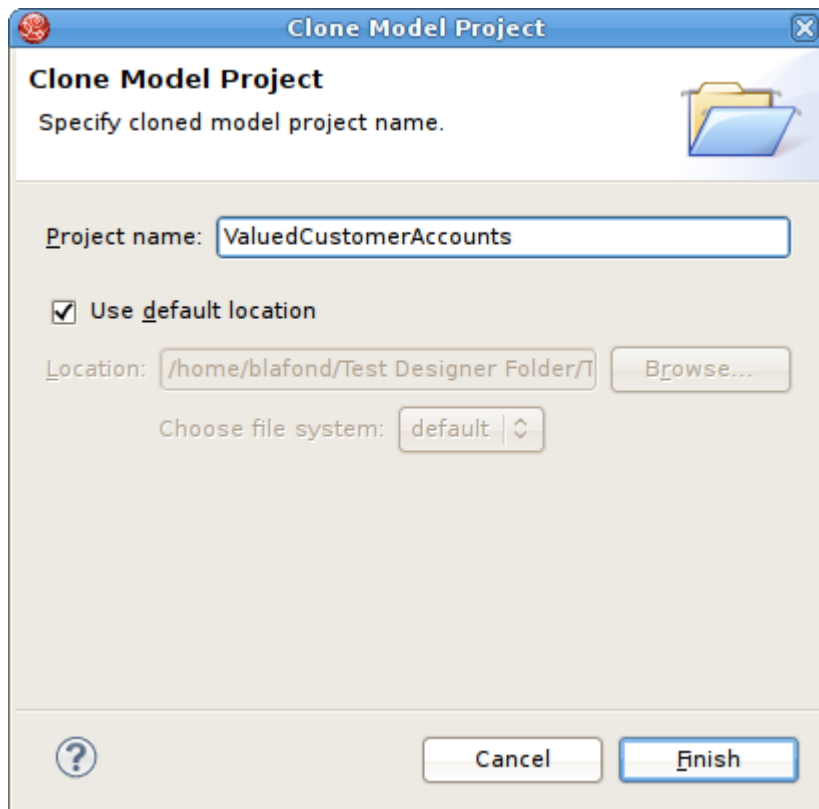 Clone Model Project
Clone Model Project
Specify cloned model project name.
Project name: ValuedCustomerAccounts
Use default location
Location: /home/blafond/Test Designer Folder/T Browse...
Choose file system: default
? Cancel Finish